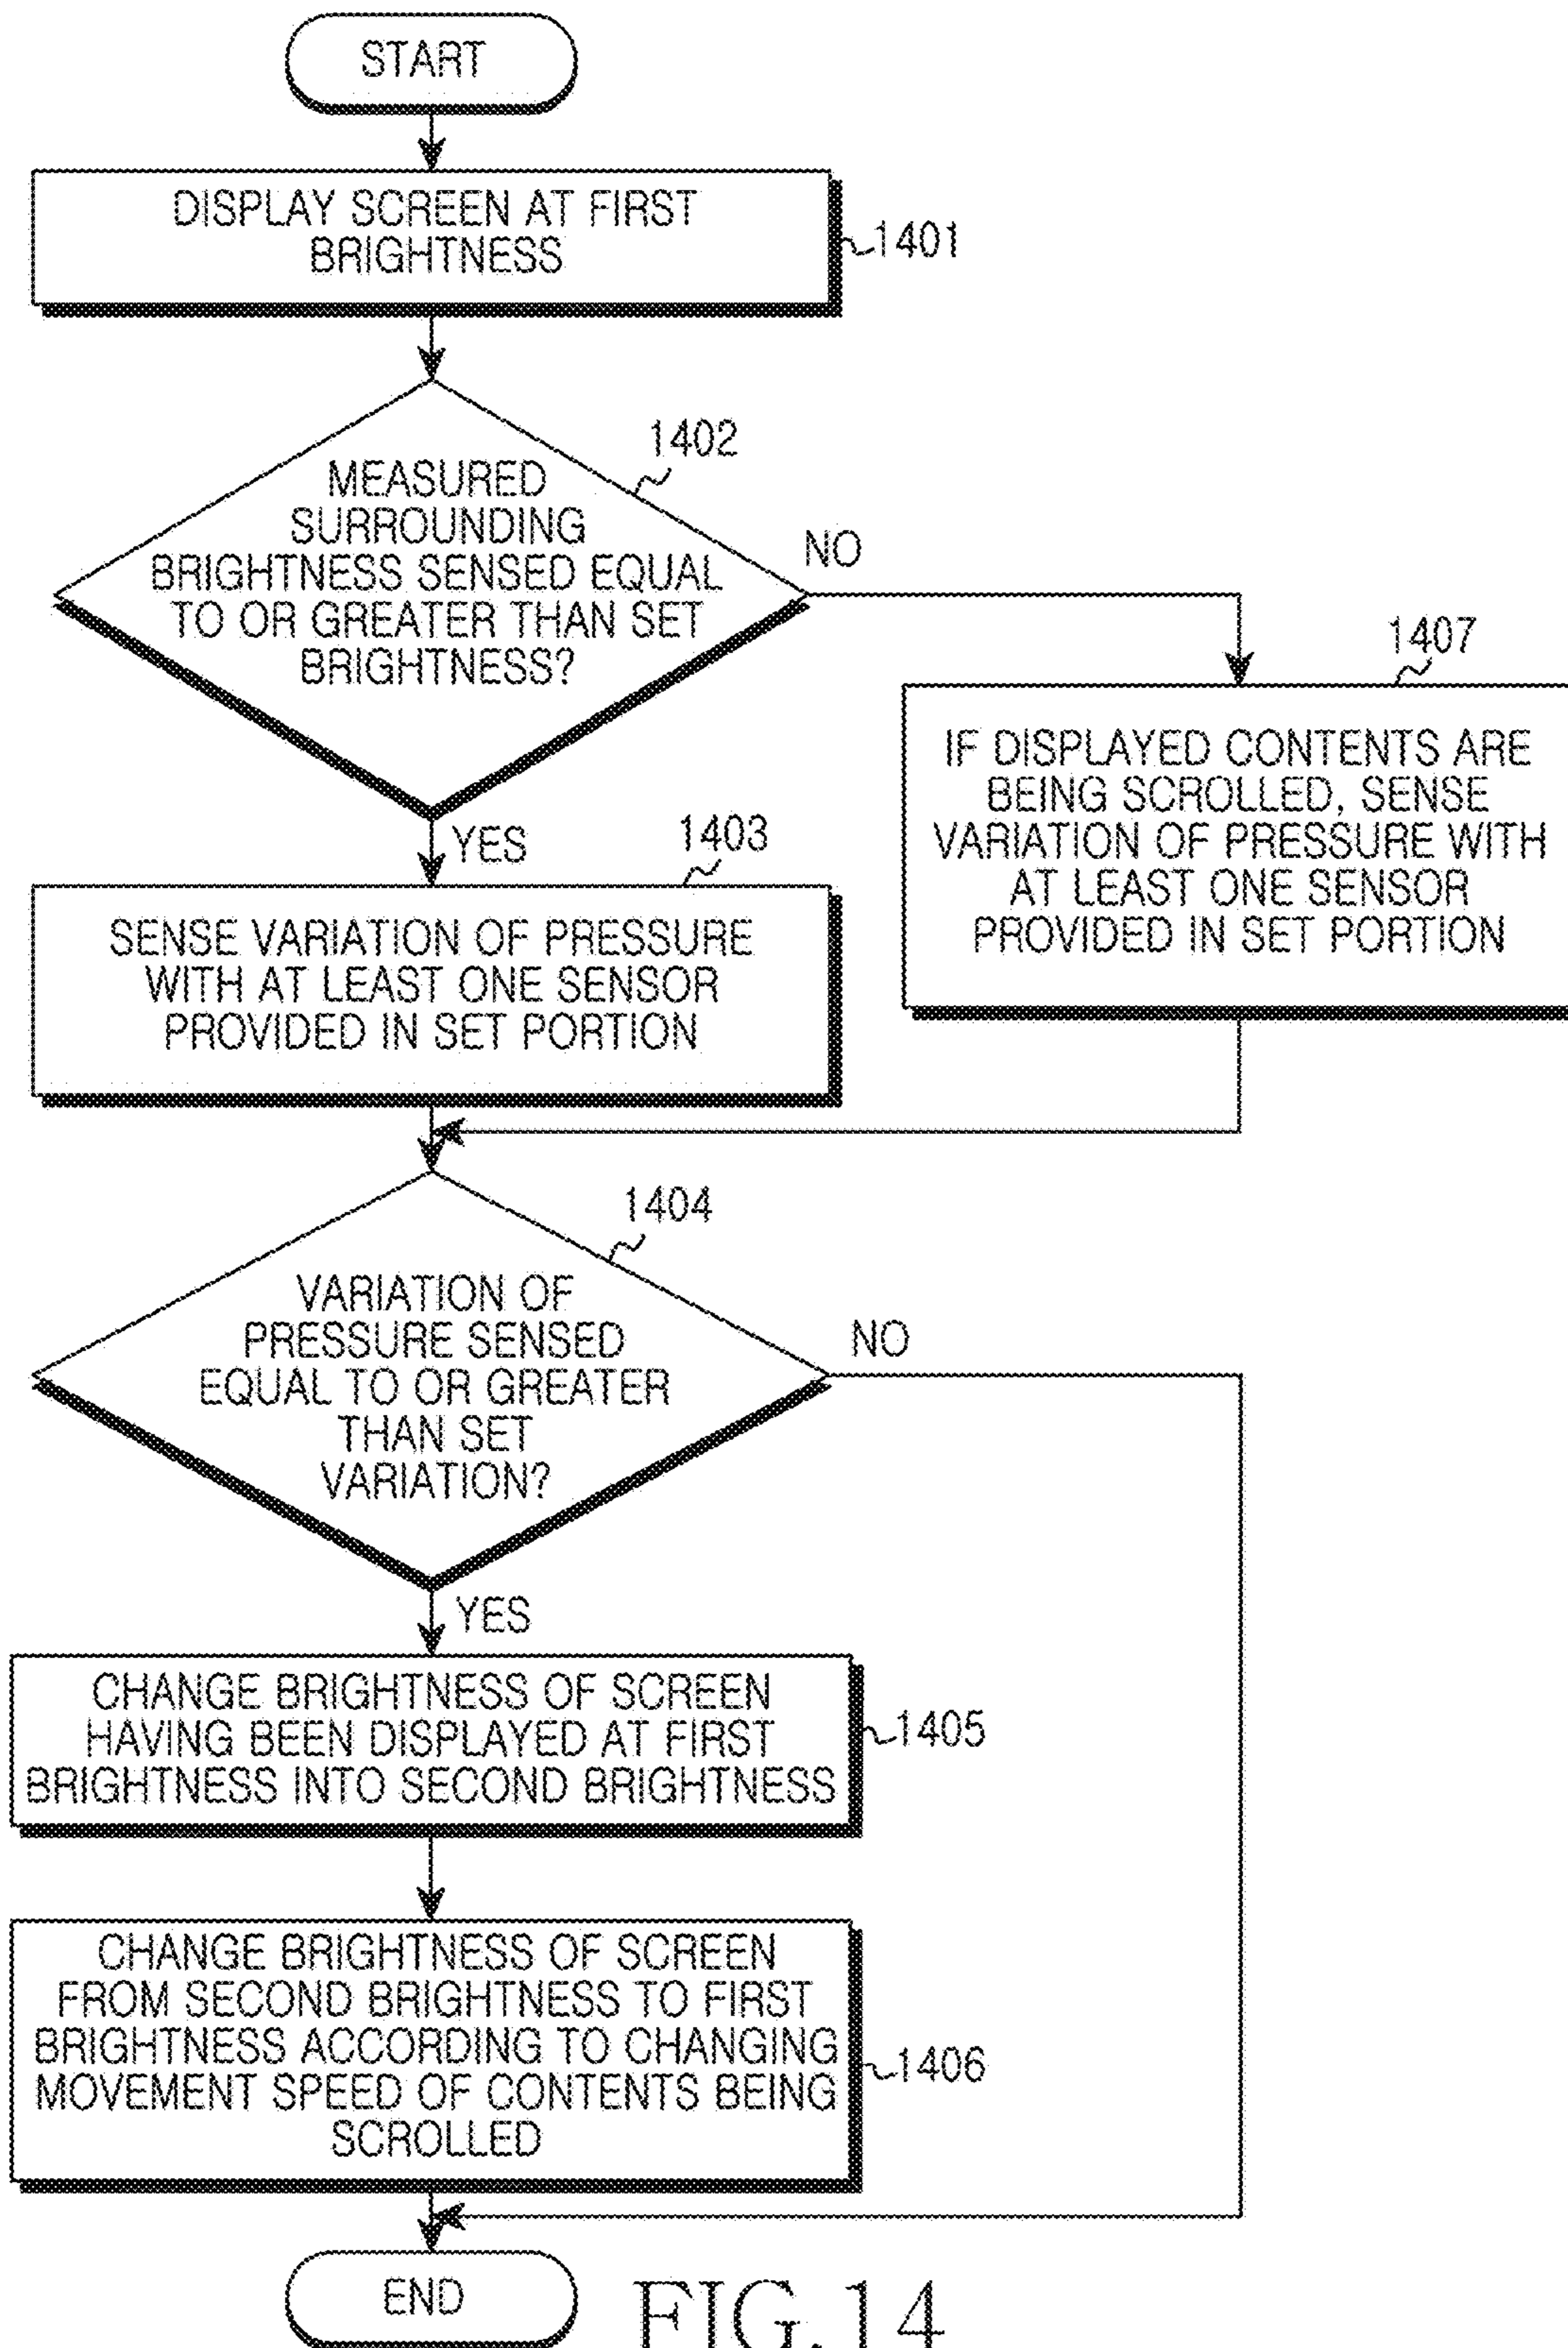 START
DISPLAY SCREEN AT FIRST
BRIGHTNESS
1401
1402
MEASURED
SURROUNDING
BRIGHTNESS SENSED EQUAL
TO OR GREATER THAN SET
BRIGHTNESS?
NO
YES
1403
SENSE VARIATION OF PRESSURE
WITH AT LEAST ONE SENSOR
PROVIDED IN SET PORTION
1407
IF DISPLAYED CONTENTS ARE
BEING SCROLLED, SENSE
VARIATION OF PRESSURE WITH
AT LEAST ONE SENSOR
PROVIDED IN SET PORTION
1404
VARIATION OF
PRESSURE SENSED
EQUAL TO OR GREATER
THAN SET
VARIATION?
NO
YES
CHANGE BRIGHTNESS OF SCREEN
HAVING BEEN DISPLAYED AT FIRST
BRIGHTNESS INTO SECOND BRIGHTNESS
1405
CHANGE BRIGHTNESS OF SCREEN
FROM SECOND BRIGHTNESS TO FIRST
BRIGHTNESS ACCORDING TO CHANGING
MOVEMENT SPEED OF CONTENTS BEING
SCROLLED
1406
END
FIG.14